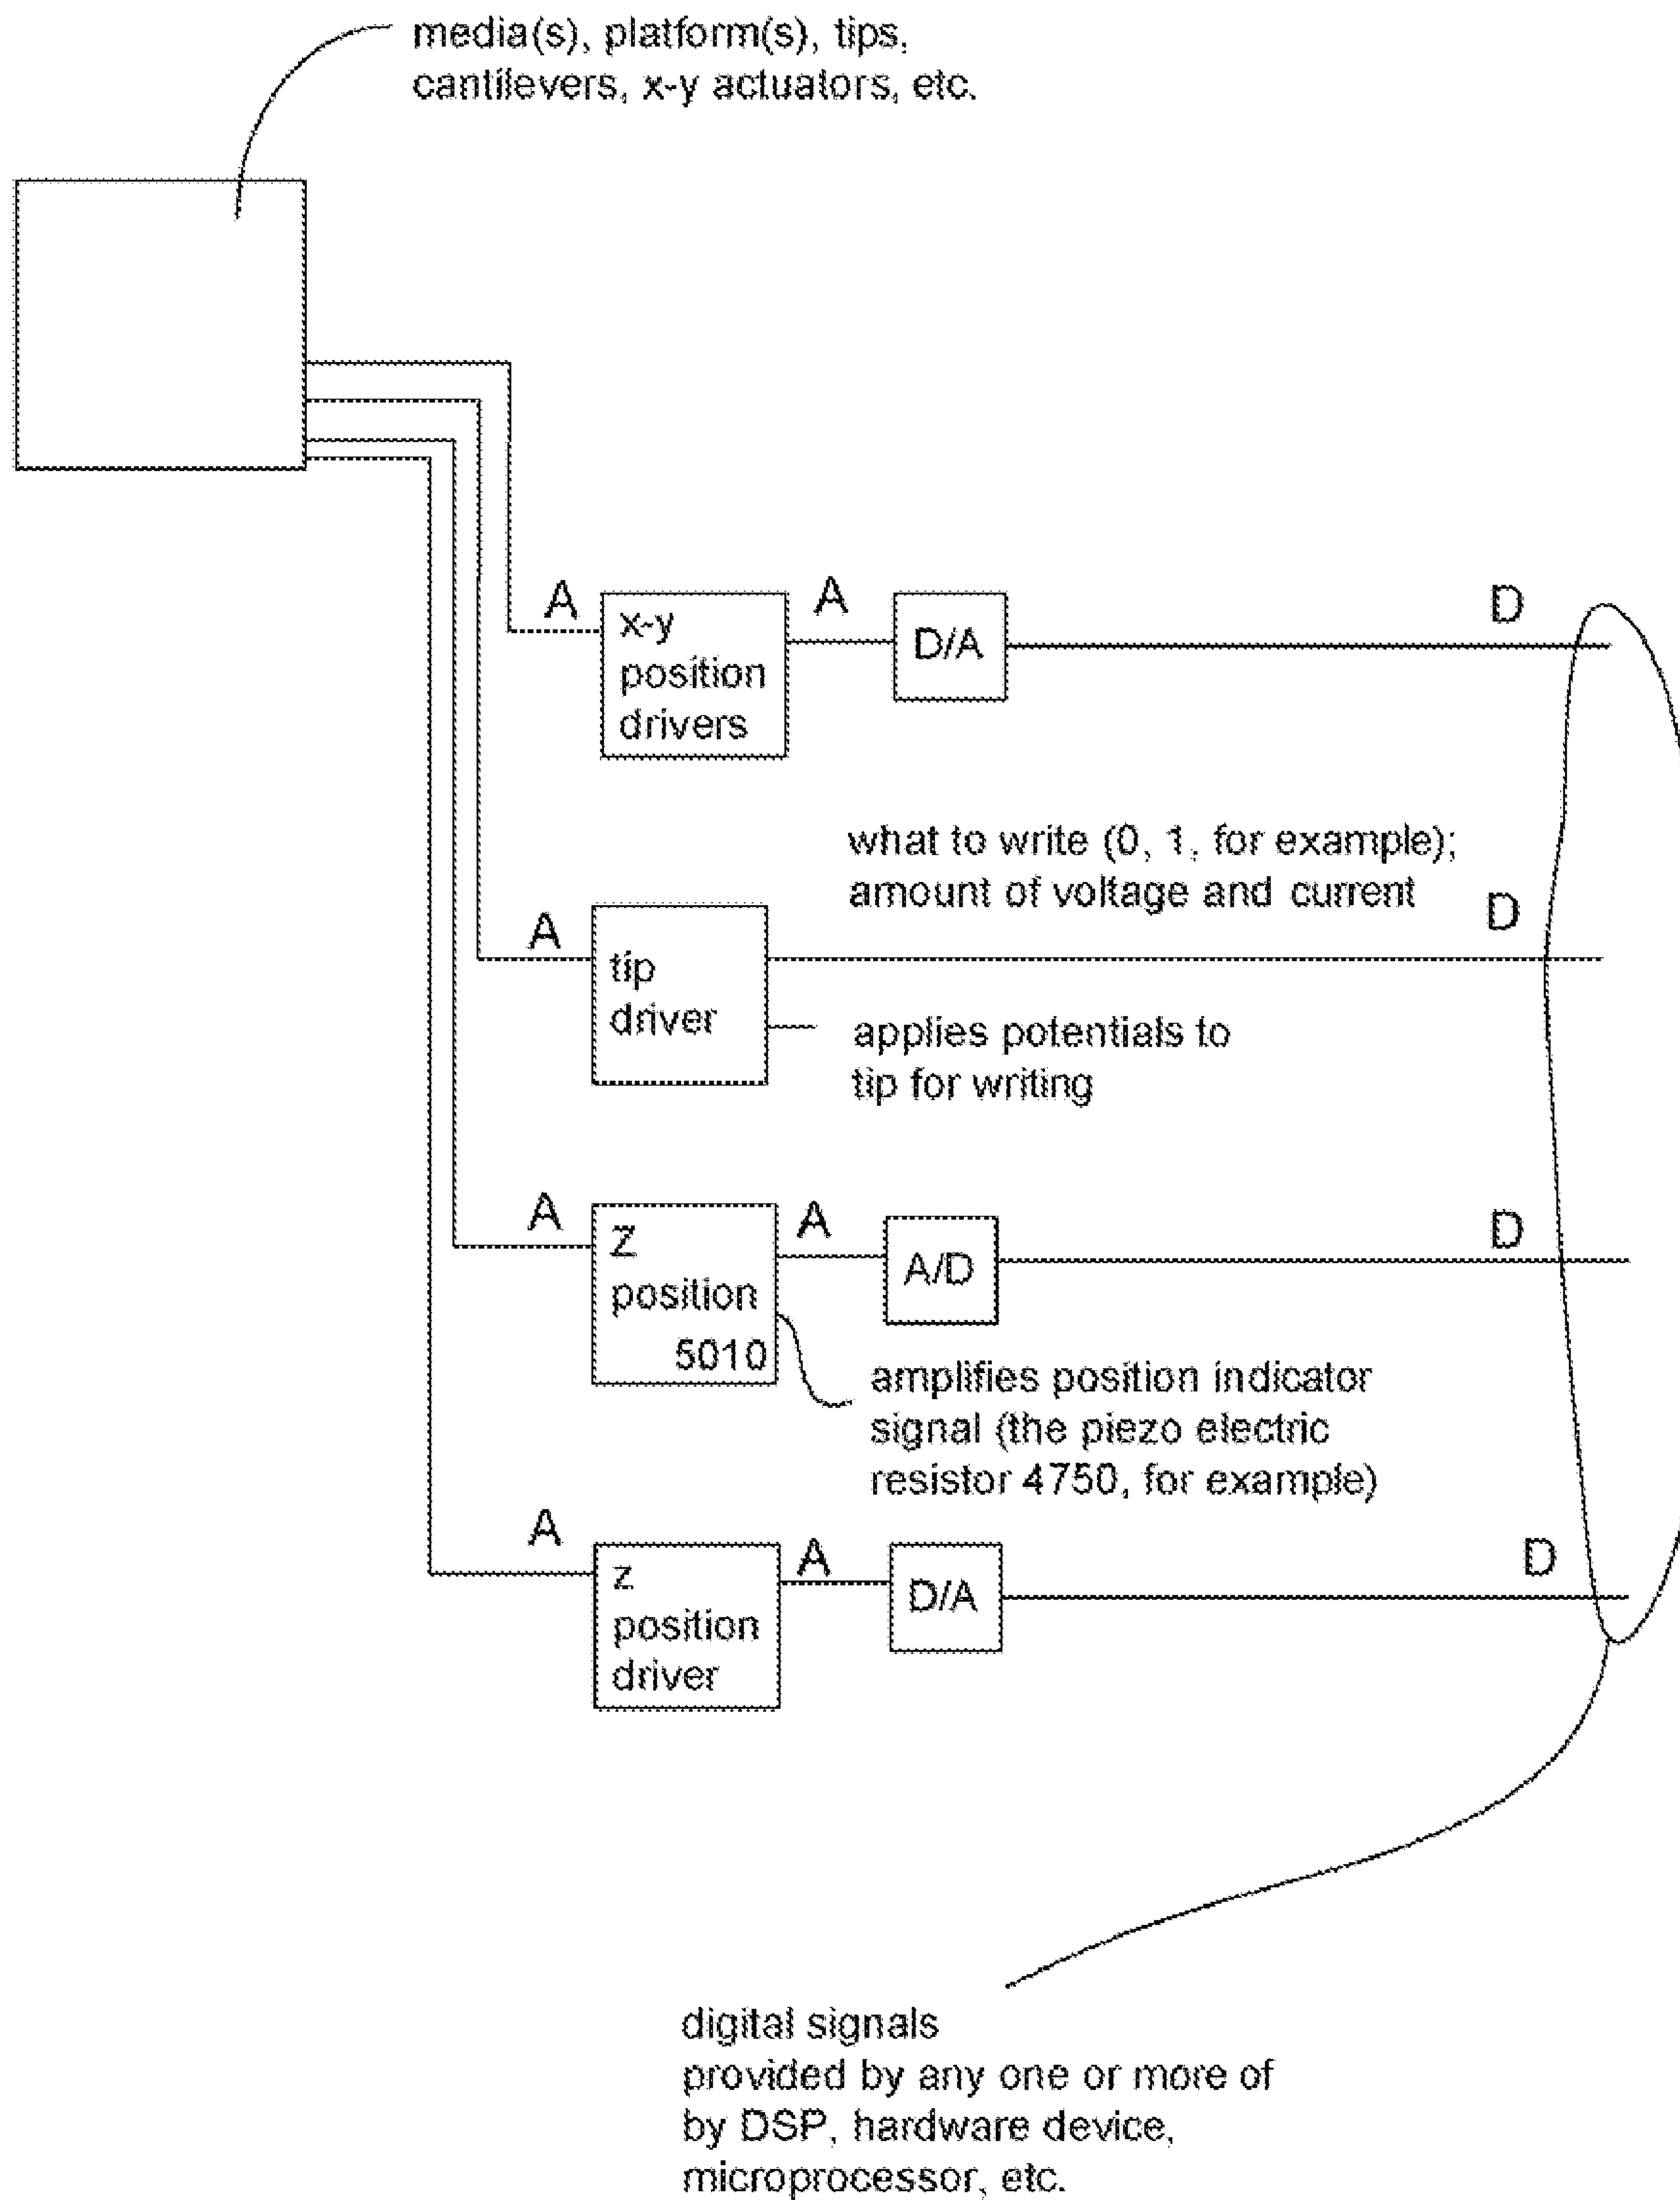 media(s), platform(s), tips,
cantilevers, x-y actuators, etc.
A
A
D
x-y
position
drivers
D/A
what to write (0, 1, for example);
amount of voltage and current
A
D
tip
driver
applies potentials to
tip for writing
A
A
D
z
position
5010
A/D
amplifies position indicator
signal (the piezo electric
resistor 4750, for example)
A
A
D
z
position
driver
D/A
digital signals
provided by any one or more of
by DSP, hardware device,
microprocessor, etc.